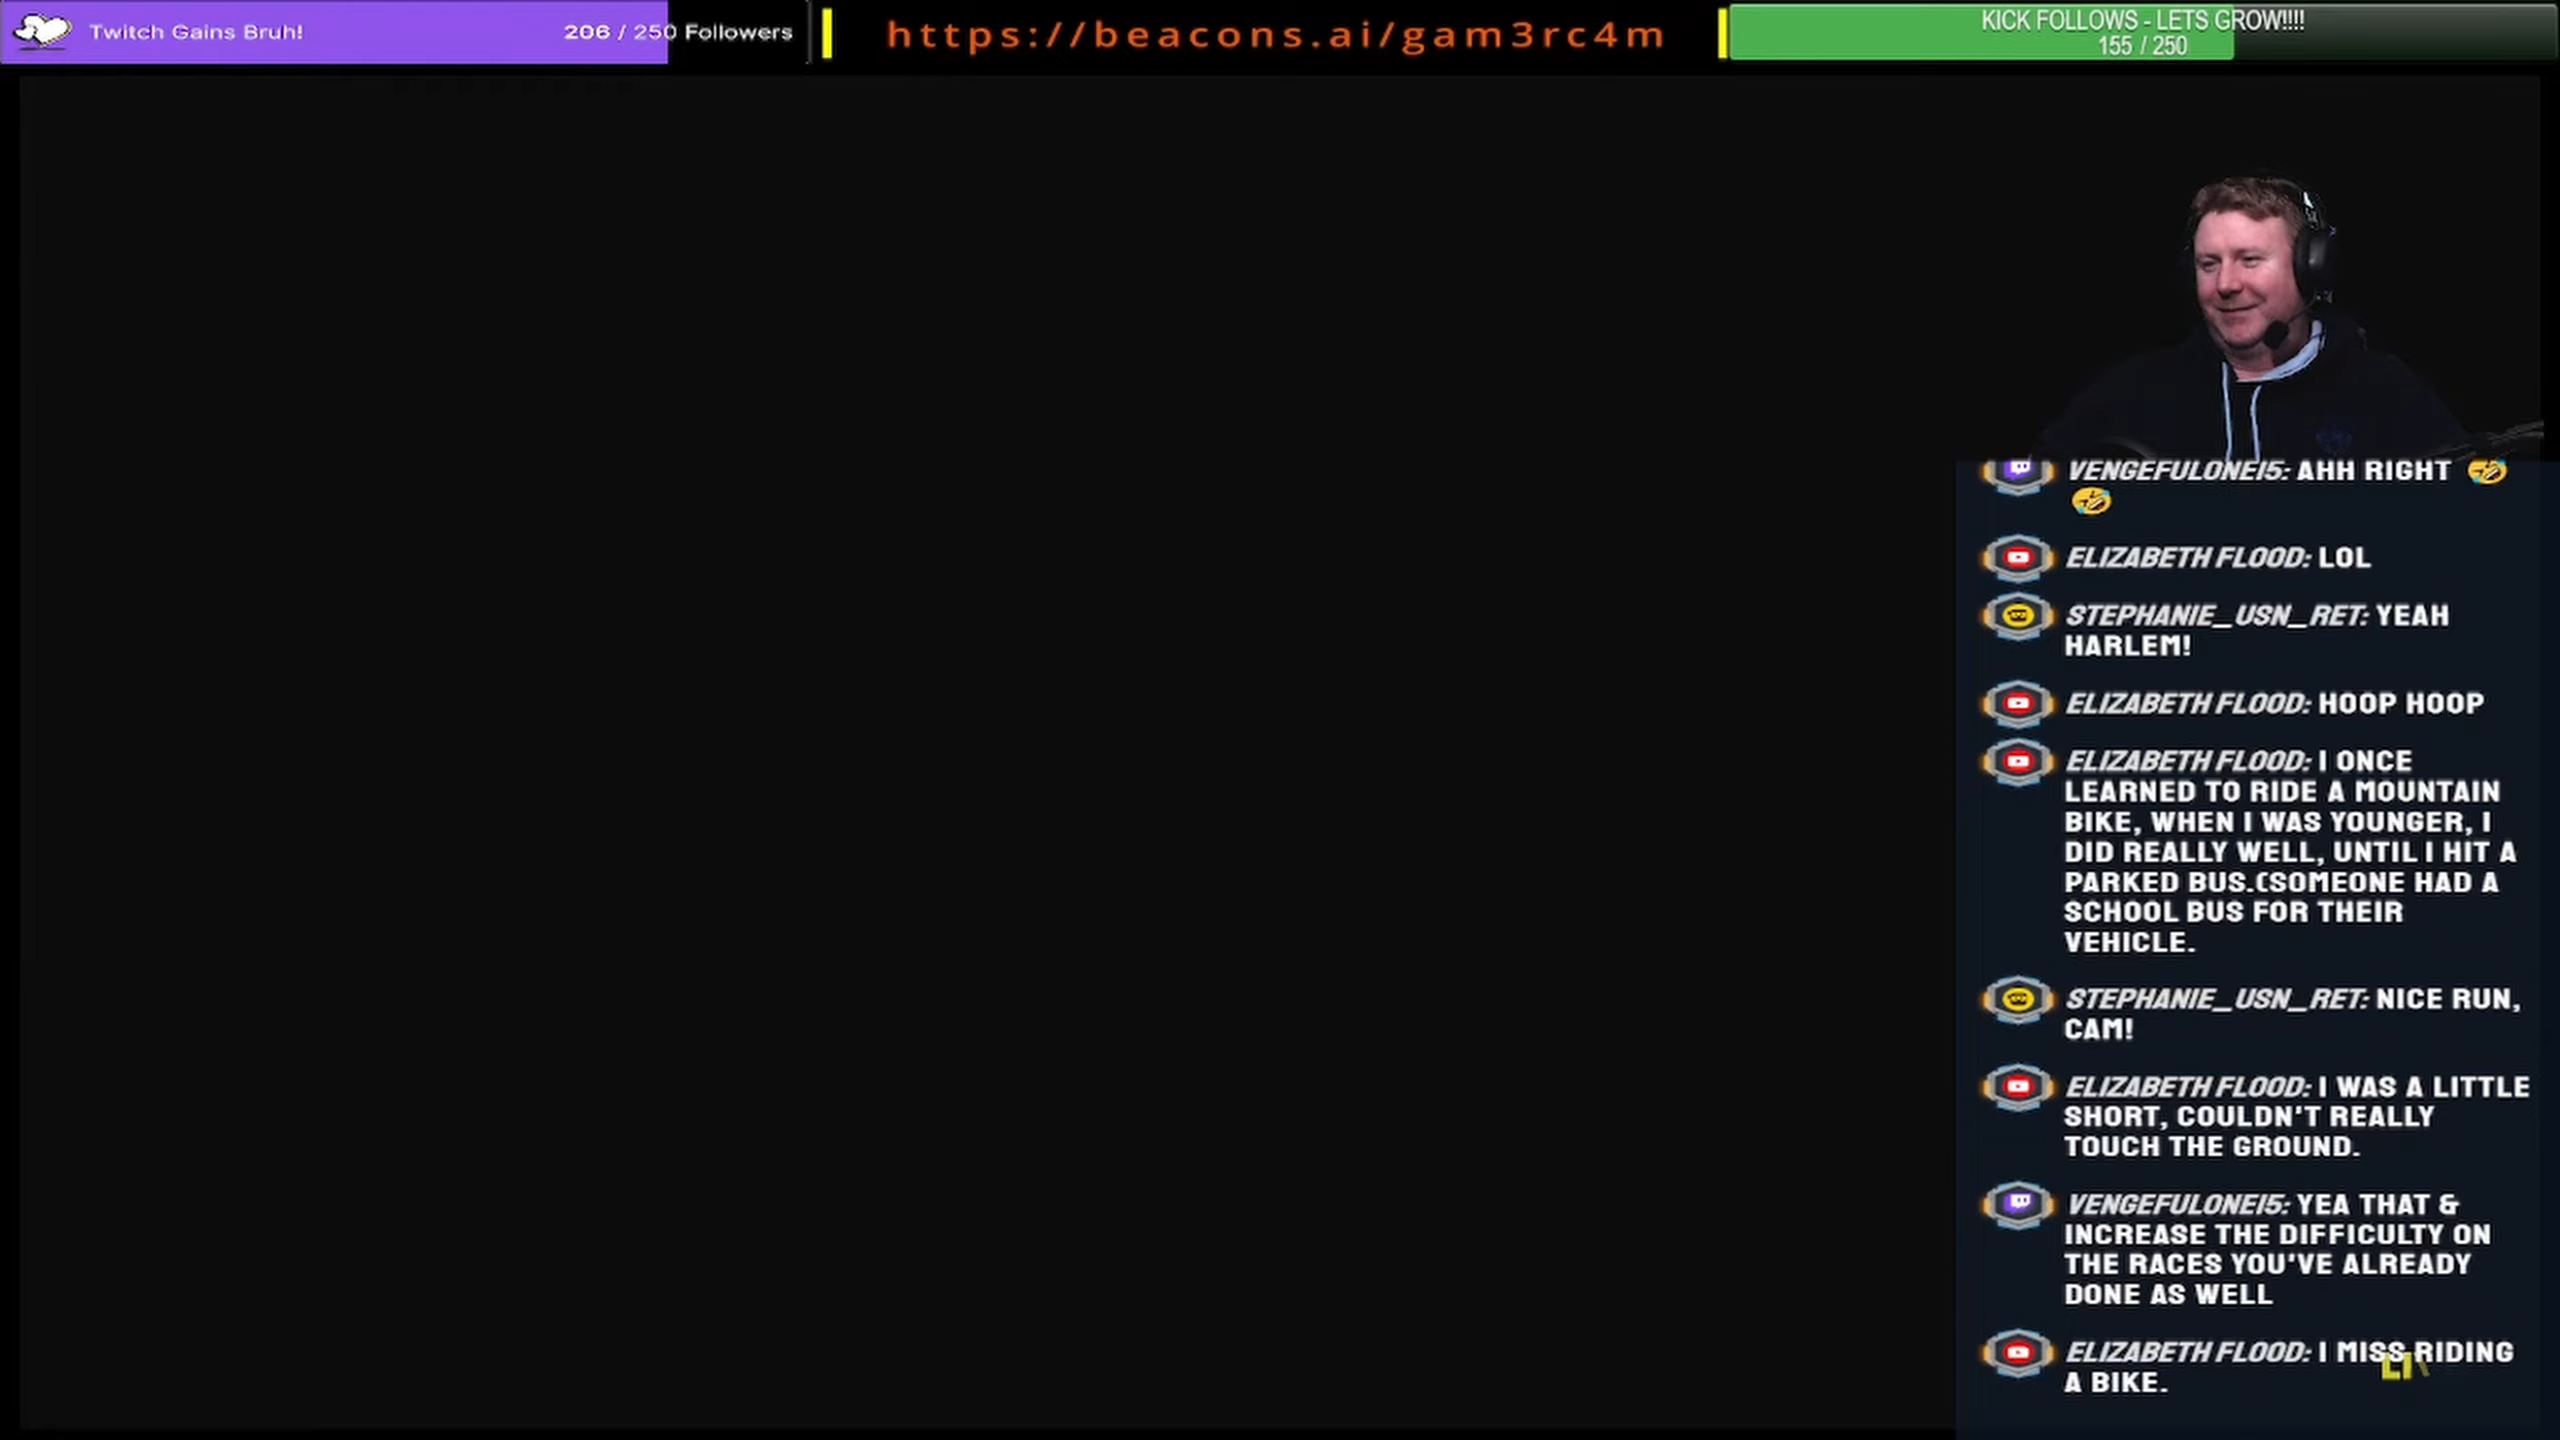 Twitch Gains Bruh!
206 / 250 Followers
https://beacons.ai/gam3rc4m
KICK FOLLOWS - LETS GROW!!!!
155 / 250
VENGEFULONE15: AHH RIGHT 🤣
🤣
ELIZABETH FLOOD: LOL
STEPHANIE_USN_RET: YEAH
HARLEM!
ELIZABETH FLOOD: HOOP HOOP
ELIZABETH FLOOD: I ONCE
LEARNED TO RIDE A MOUNTAIN
BIKE, WHEN I WAS YOUNGER, I
DID REALLY WELL, UNTIL I HIT A
PARKED BUS.(SOMEONE HAD A
SCHOOL BUS FOR THEIR
VEHICLE.
STEPHANIE_USN_RET: NICE RUN,
CAM!
ELIZABETH FLOOD: I WAS A LITTLE
SHORT, COULDN'T REALLY
TOUCH THE GROUND.
VENGEFULONE15: YEA THAT &
INCREASE THE DIFFICULTY ON
THE RACES YOU'VE ALREADY
DONE AS WELL
ELIZABETH FLOOD: I MISS RIDING
A BIKE.